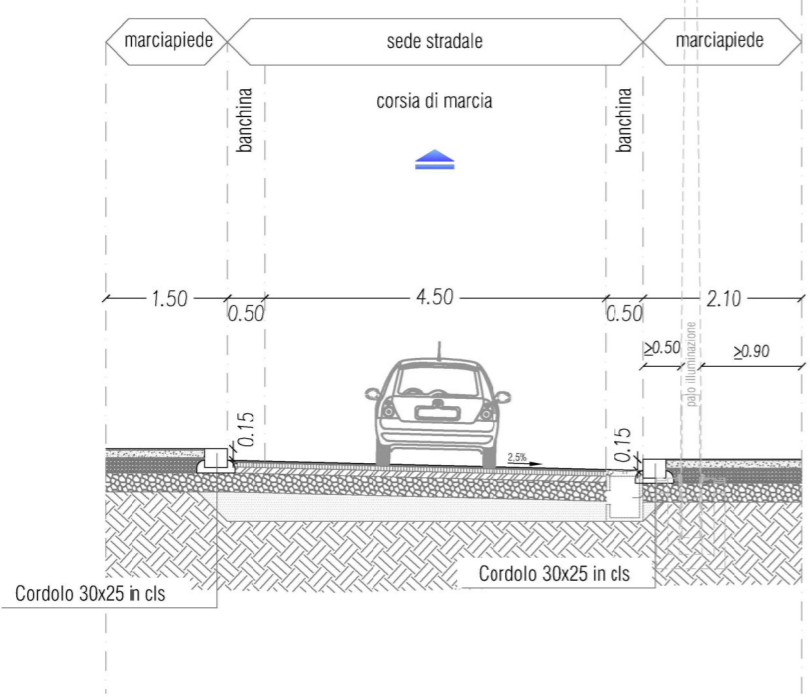 marciapiede
sede stradale
marciapiede
banchina
corsia di marcia
banchina
1.50
0.50
4.50
0.50
2.10
≥0.50
palo illuminazione
≥0.90
0.15
2.5%
0.15
Cordolo 30x25 in cls
Cordolo 30x25 in cls